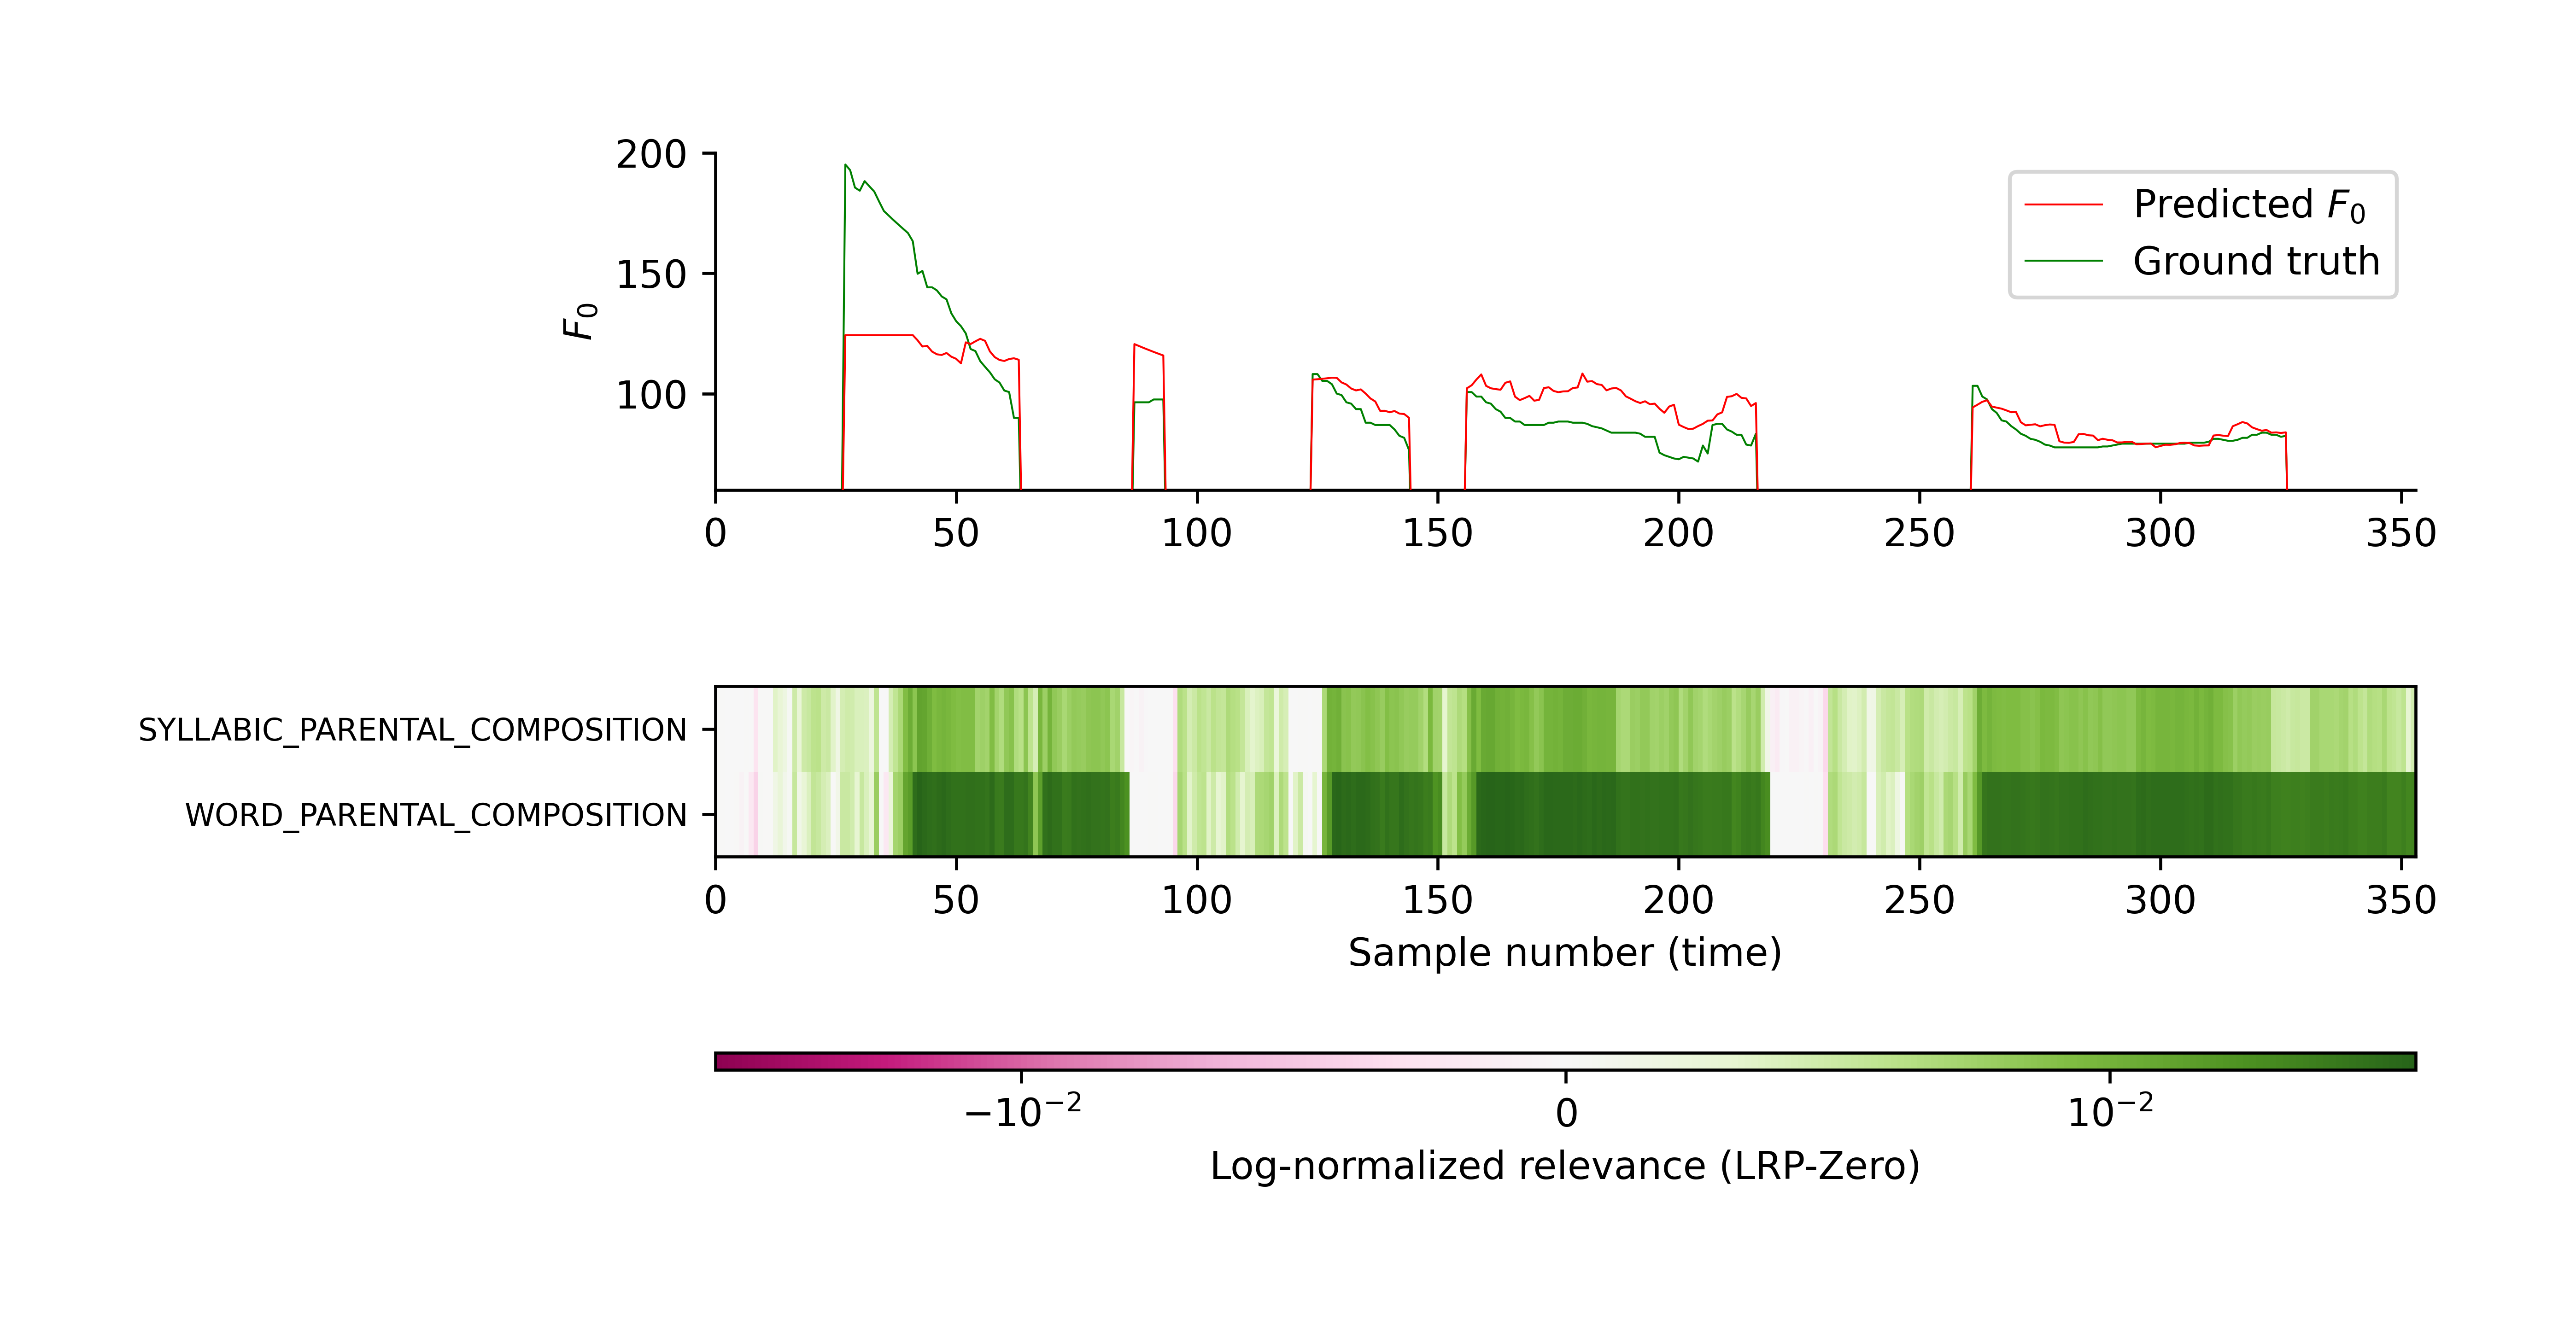 200
150
100
F₀
Predicted F₀
Ground truth
0 50 100 150 200 250 300 350
SYLLABIC_PARENTAL_COMPOSITION
WORD_PARENTAL_COMPOSITION
0 50 100 150 200 250 300 350
Sample number (time)
−10⁻² 0 10⁻²
Log-normalized relevance (LRP-Zero)